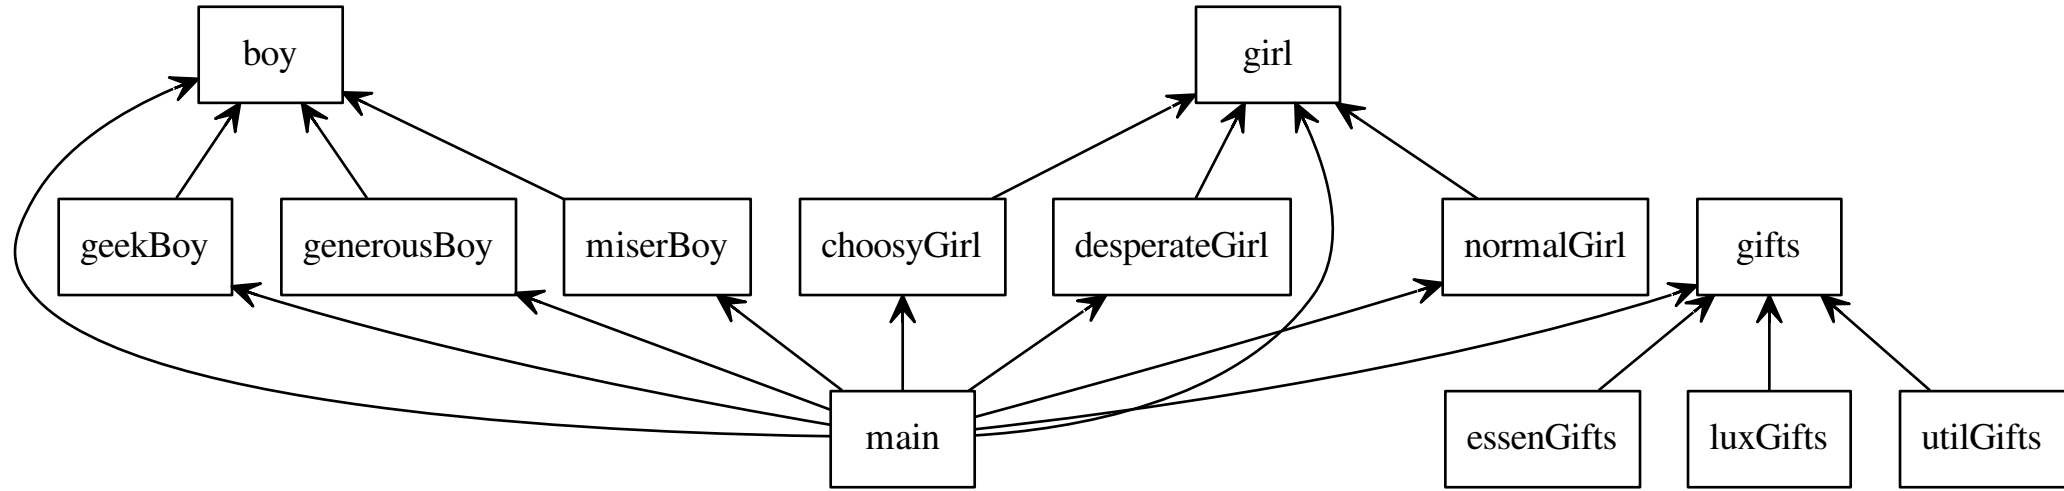 boy
girl
geekBoy
generousBoy
miserBoy
choosyGirl
desperateGirl
normalGirl
gifts
main
essenGifts
luxGifts
utilGifts